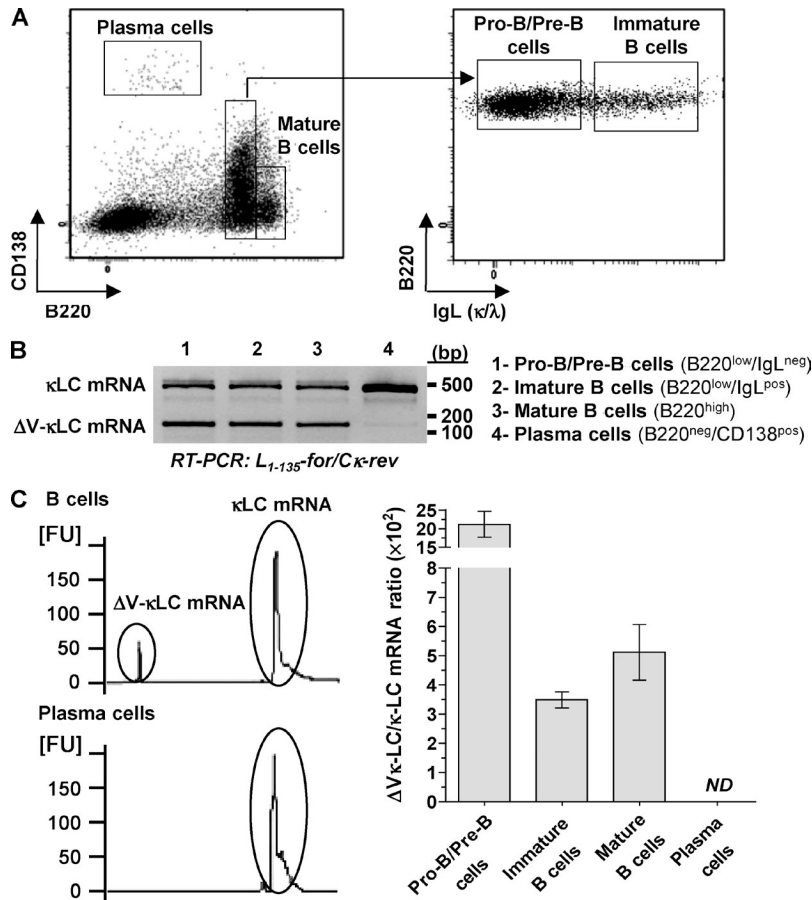 A
Plasma cells
Mature
B cells
CD138
0
0
B220
Pro-B/Pre-B
cells
Immature
B cells
B220
0
0
IgL (κ/λ)
B
1 2 3 4 (bp)
κLC mRNA
ΔV-κLC mRNA
500
200
100
RT-PCR: L1-135-for/Cκ-rev
1- Pro-B/Pre-B cells (B220low/IgLneg)
2- Imature B cells (B220low/IgLpos)
3- Mature B cells (B220high)
4- Plasma cells (B220neg/CD138pos)
C
B cells
[FU]
150
100
50
0
ΔV-κLC mRNA
κLC mRNA
Plasma cells
[FU]
150
100
50
0
ΔVκ-LC/κ-LC mRNA ratio (×10²)
25
20
15
8
7
6
5
4
3
2
1
0
ND
Pro-B/Pre-B
cells
Immature
B cells
Mature
B cells
Plasma
cells